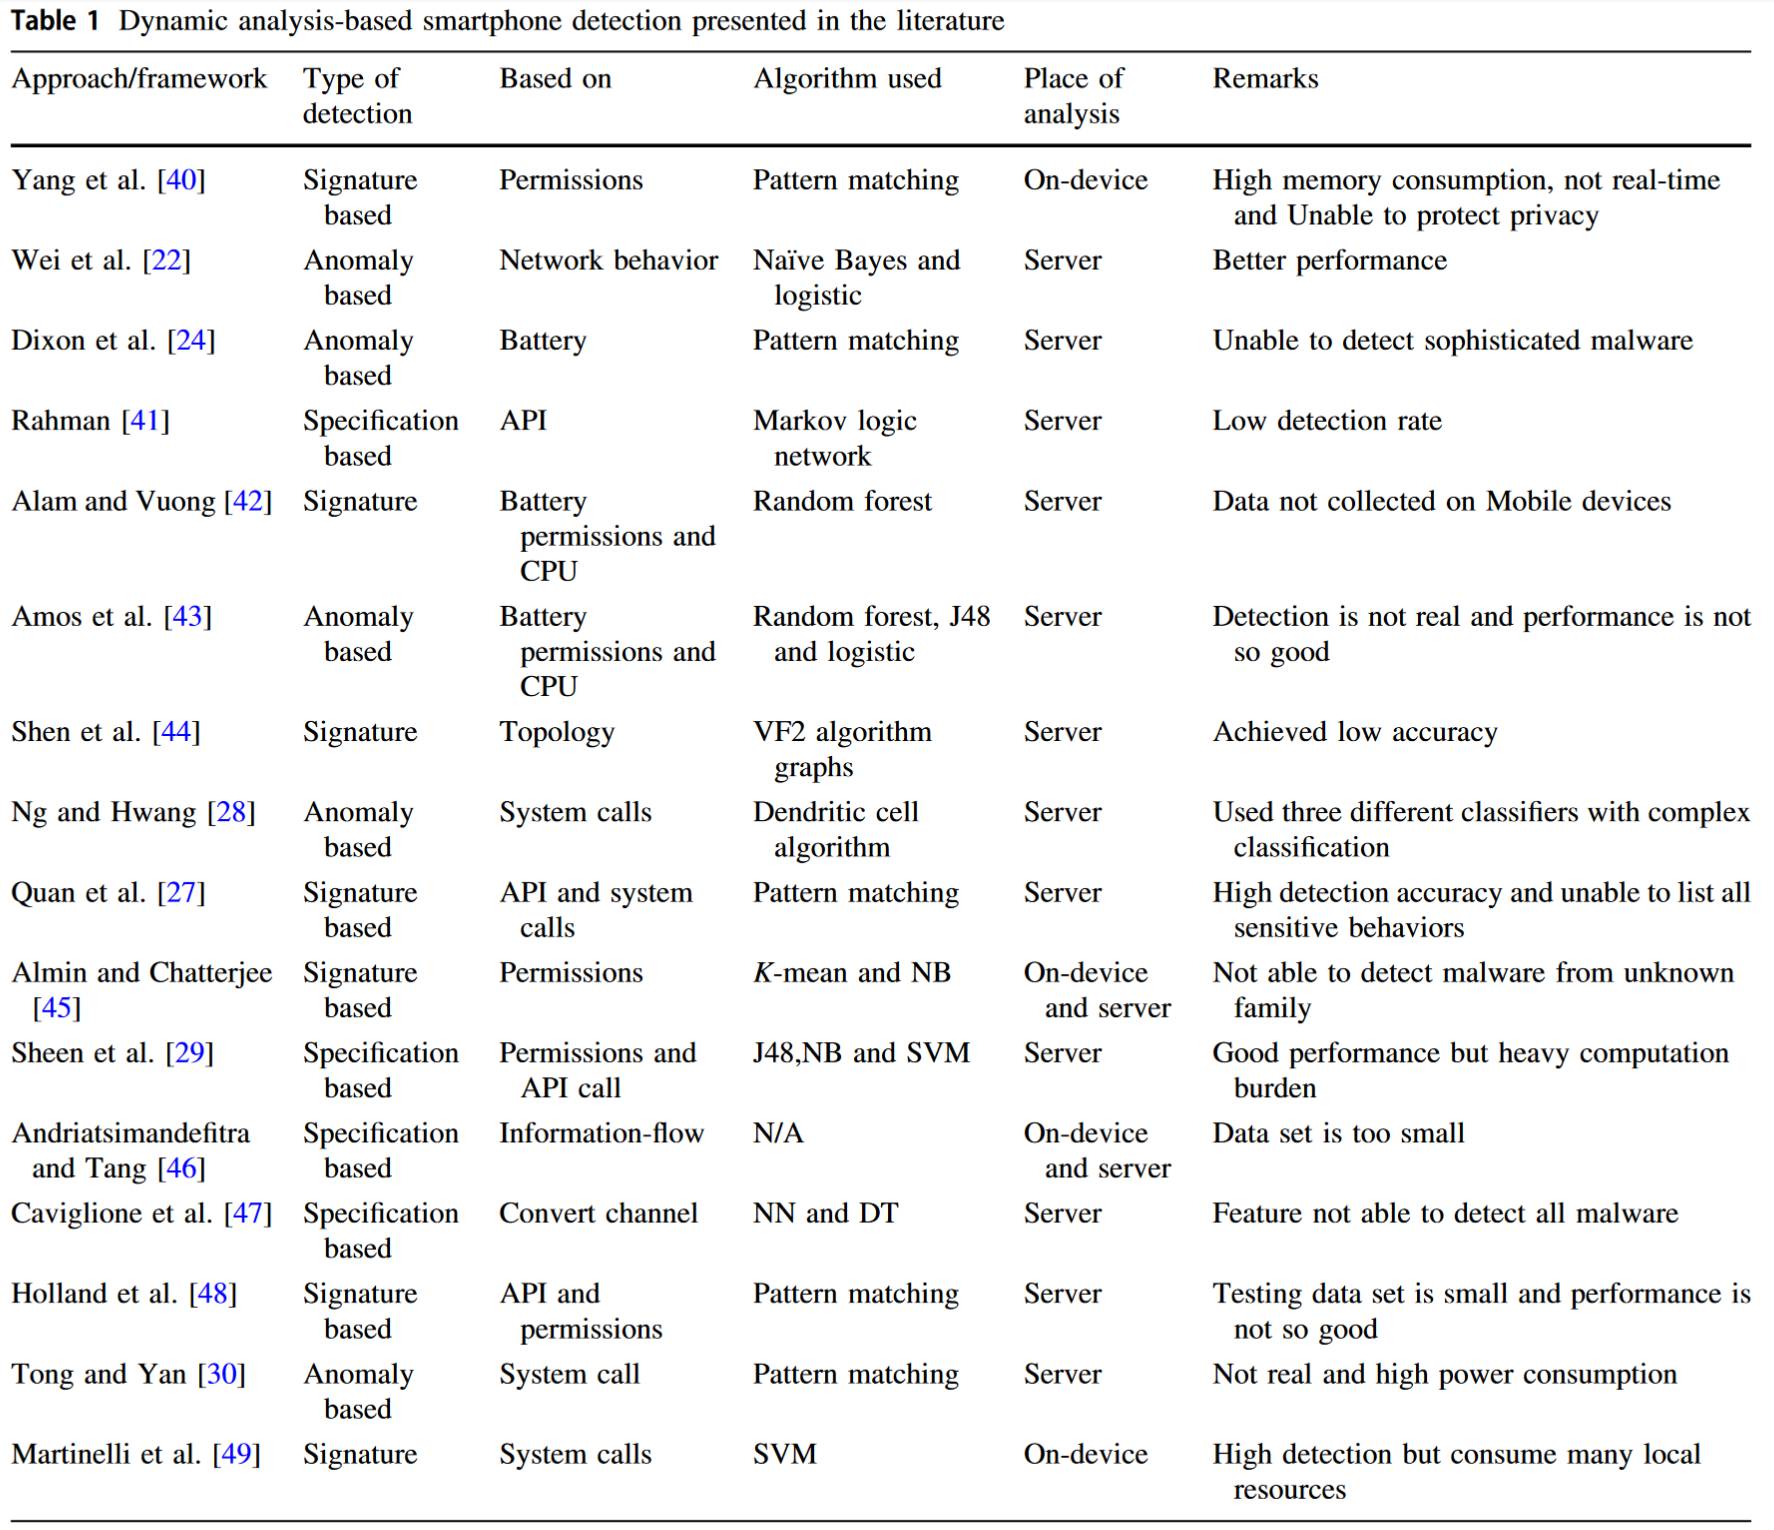 Table 1 Dynamic analysis-based smartphone detection presented in the literature
Approach/framework Type of detection Based on Algorithm used Place of analysis Remarks
Yang et al. [40] Signature based Permissions Pattern matching On-device High memory consumption, not real-time and Unable to protect privacy
Wei et al. [22] Anomaly based Network behavior Naïve Bayes and logistic Server Better performance
Dixon et al. [24] Anomaly based Battery Pattern matching Server Unable to detect sophisticated malware
Rahman [41] Specification based API Markov logic network Server Low detection rate
Alam and Vuong [42] Signature Battery permissions and CPU Random forest Server Data not collected on Mobile devices
Amos et al. [43] Anomaly based Battery permissions and CPU Random forest, J48 and logistic Server Detection is not real and performance is not so good
Shen et al. [44] Signature Topology VF2 algorithm graphs Server Achieved low accuracy
Ng and Hwang [28] Anomaly based System calls Dendritic cell algorithm Server Used three different classifiers with complex classification
Quan et al. [27] Signature based API and system calls Pattern matching Server High detection accuracy and unable to list all sensitive behaviors
Almin and Chatterjee [45] Signature based Permissions K-mean and NB On-device and server Not able to detect malware from unknown family
Sheen et al. [29] Specification based Permissions and API call J48,NB and SVM Server Good performance but heavy computation burden
Andriatsimandefitra and Tang [46] Specification based Information-flow N/A On-device and server Data set is too small
Caviglione et al. [47] Specification based Convert channel NN and DT Server Feature not able to detect all malware
Holland et al. [48] Signature based API and permissions Pattern matching Server Testing data set is small and performance is not so good
Tong and Yan [30] Anomaly based System call Pattern matching Server Not real and high power consumption
Martinelli et al. [49] Signature System calls SVM On-device High detection but consume many local resources